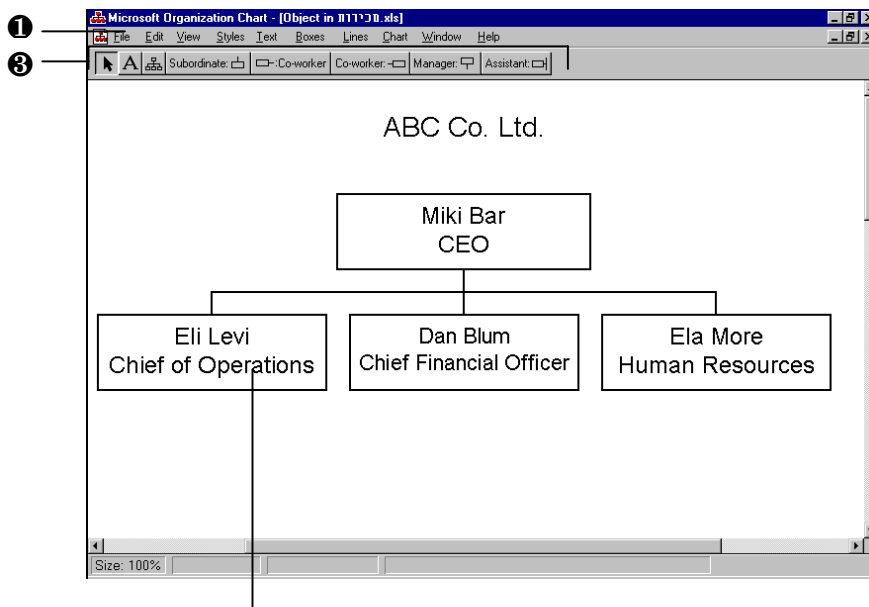 Microsoft Organization Chart - [Object in מכירות.xls]
❶
File Edit View Styles Text Boxes Lines Chart Window Help
❸
A Subordinate: :Co-worker Co-worker: Manager: Assistant:
ABC Co. Ltd.
Miki Bar
CEO
Eli Levi
Chief of Operations
Dan Blum
Chief Financial Officer
Ela More
Human Resources
Size: 100%